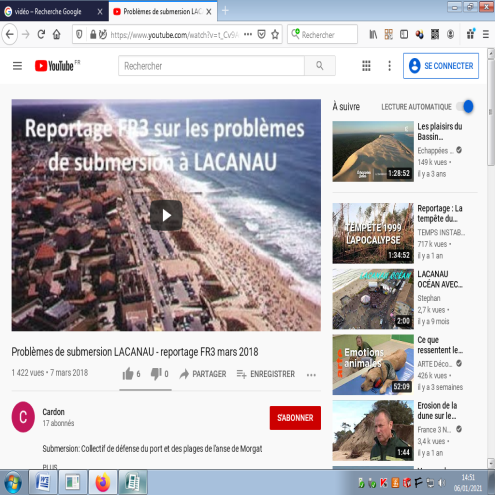 vidéo – Recherche Google
Problèmes de submersion LAC
https://www.youtube.com/watch?v=t_Cv9
Rechercher
YouTube FR
Rechercher
SE CONNECTER
Reportage FR3 sur les problèmes
de submersion à LACANAU
Problèmes de submersion LACANAU - reportage FR3 mars 2018
1 422 vues • 7 mars 2018
6
0
PARTAGER
ENREGISTRER
C
Cardon
17 abonnés
S'ABONNER
Submersion: Collectif de défense du port et des plages de l'anse de Morgat
PLUS
À suivre
LECTURE AUTOMATIQUE
1:28:52
Les plaisirs du
Bassin...
Echappées ...
149 k vues •
il y a 3 ans
TEMPÊTE 1999
L'APOCALYPSE
1:34:52
Reportage : La
tempête du...
TEMPS INSTAB...
717 k vues •
il y a 1 an
LACANAU OCÉAN
2:00
LACANAU
OCÉAN AVEC...
Stephan
2,7 k vues •
il y a 9 mois
Emotions
animales
52:09
Ce que
ressentent le...
ARTE Déco...
426 k vues •
il y a 3 semaines
1:44
Erosion de la
dune sur le...
France 3 N...
3,4 k vues •
il y a 1 an
14:51
06/01/2021